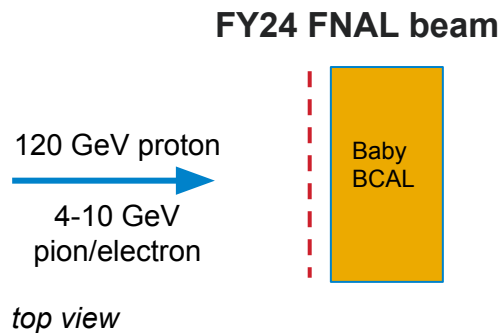 FY24 FNAL beam
120 GeV proton
4-10 GeV
pion/electron
Baby
BCAL
top view